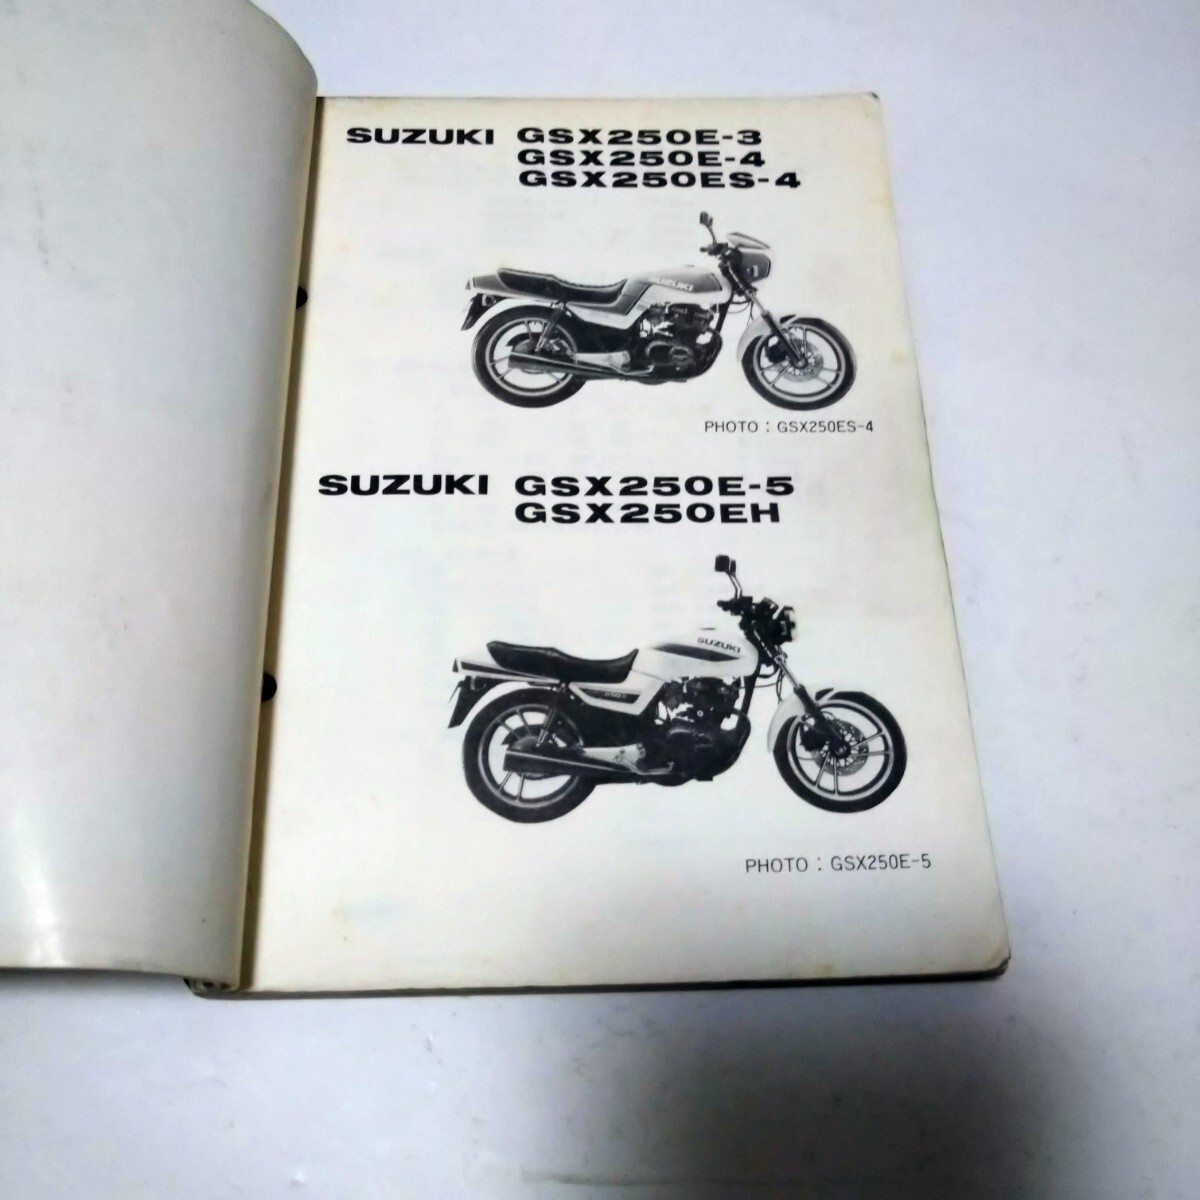 SUZUKI GSX250E-3
GSX250E-4
GSX250ES-4
SUZUKI
PHOTO : GSX250ES-4
SUZUKI GSX250E-5
GSX250EH
SUZUKI
PHOTO : GSX250E-5